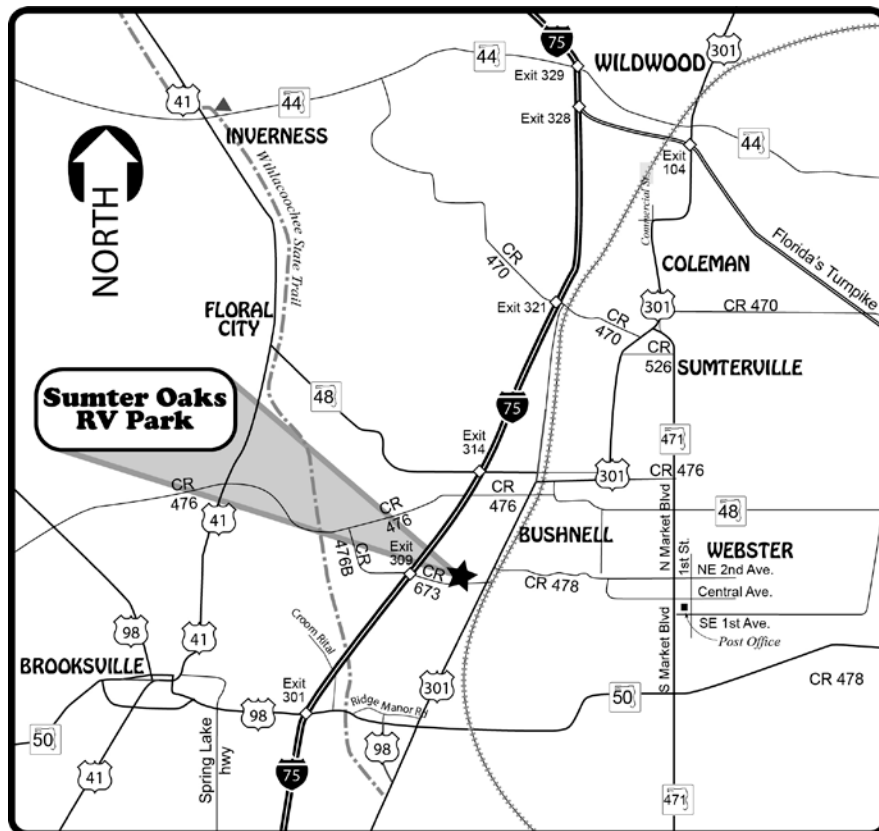 75
301
WILDWOOD
44
Exit 329
41
44
INVERNESS
Exit 328
44
Exit
104
NORTH
Withlacoochee State Trail
Commercial St.
CR
470
COLEMAN
Florida's Turnpike
FLORAL
CITY
Exit 321
301
CR 470
CR
470
CR
526
SUMTERVILLE
Sumter Oaks
RV Park
48
75
471
Exit
314
301
CR 476
CR
476
41
CR
476
CR
476
N Market Blvd
48
BUSHNELL
1st St.
WEBSTER
476B
Exit
309
CR
CR
673
CR 478
NE 2nd Ave.
Central Ave.
SE 1st Ave.
Post Office
S Market Blvd
98
41
Croom Rital
BROOKSVILLE
Exit
301
301
50
CR 478
98
Ridge Manor Rd
50
41
Spring Lake
hwy
98
75
471